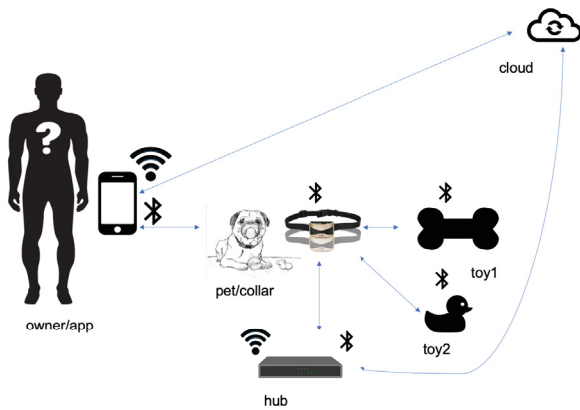 cloud
?
pet/collar
toy1
owner/app
toy2
hub